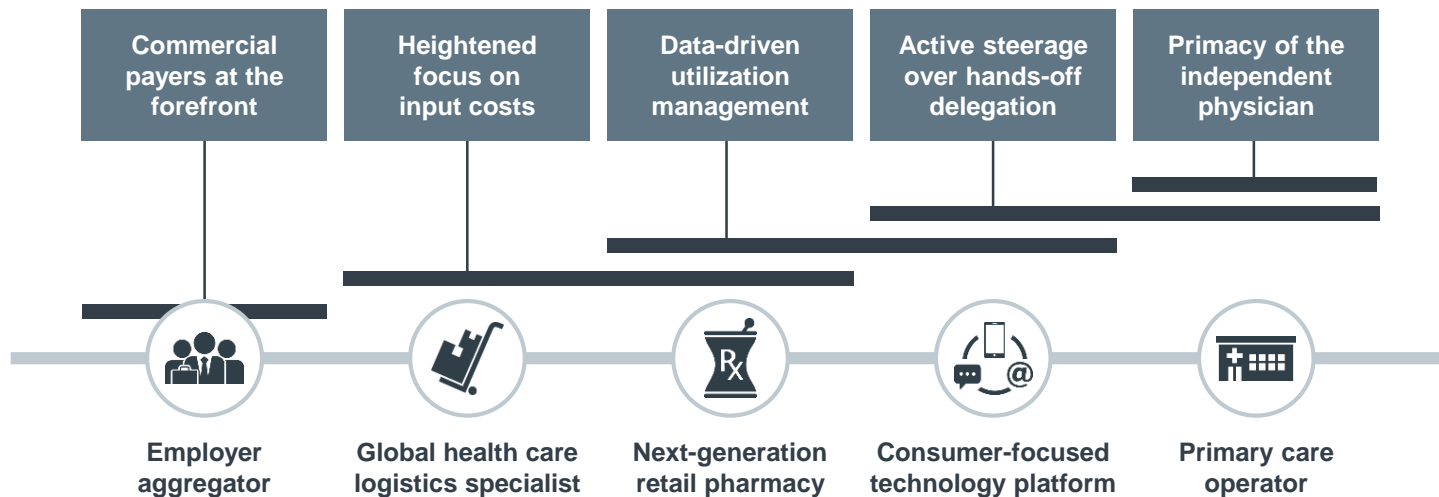 Commercial
payers at the
forefront
Heightened
focus on
input costs
Data-driven
utilization
management
Active steerage
over hands-off
delegation
Primacy of the
independent
physician
Rx
@
Employer
aggregator
Global health care
logistics specialist
Next-generation
retail pharmacy
Consumer-focused
technology platform
Primary care
operator